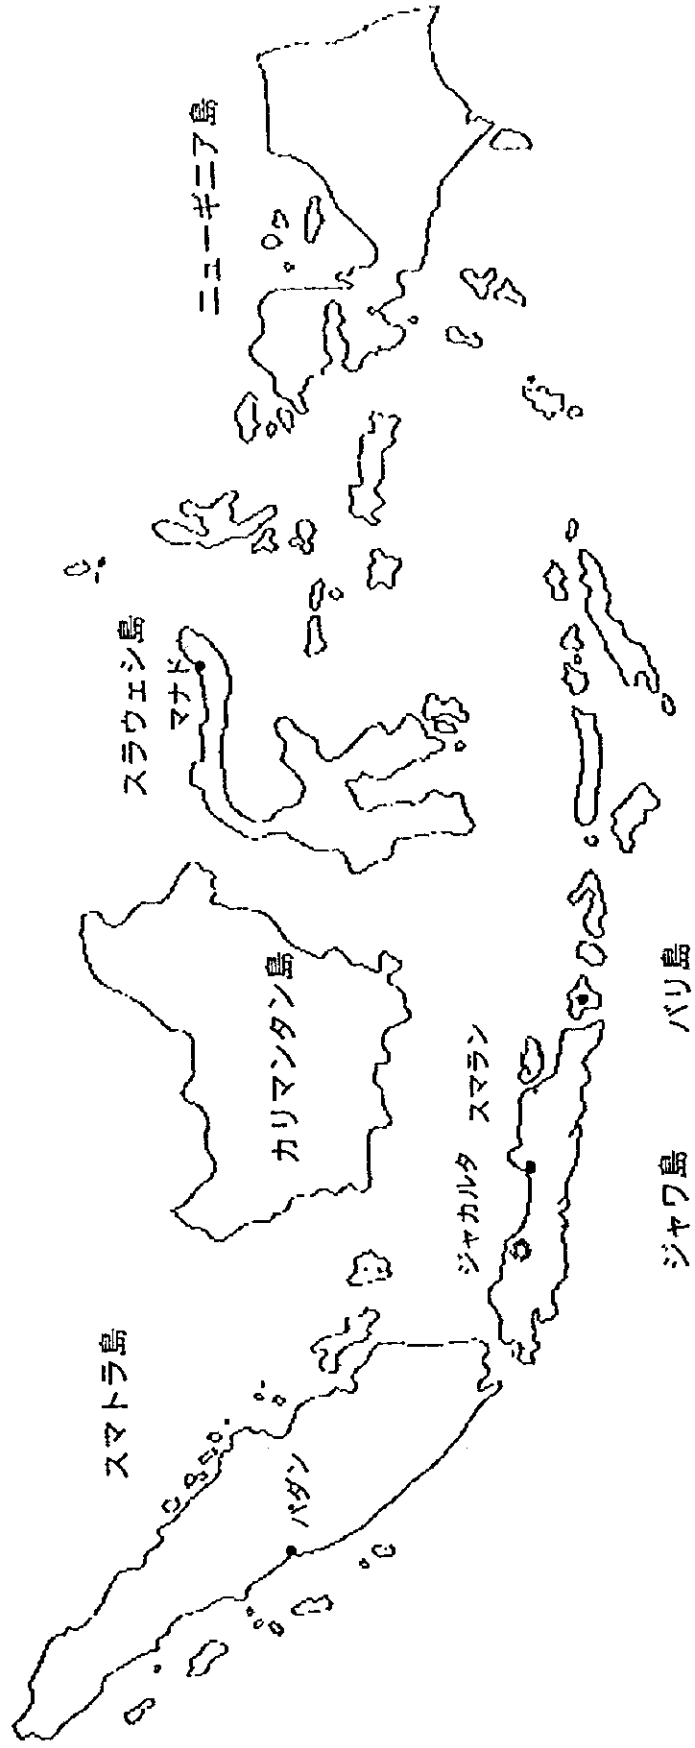 スマトラ島
パダン
カリマンタン島
スラウェシ島
マナド
ニューギニア島
ジャカルタ
スマラン
ジャワ島
バリ島